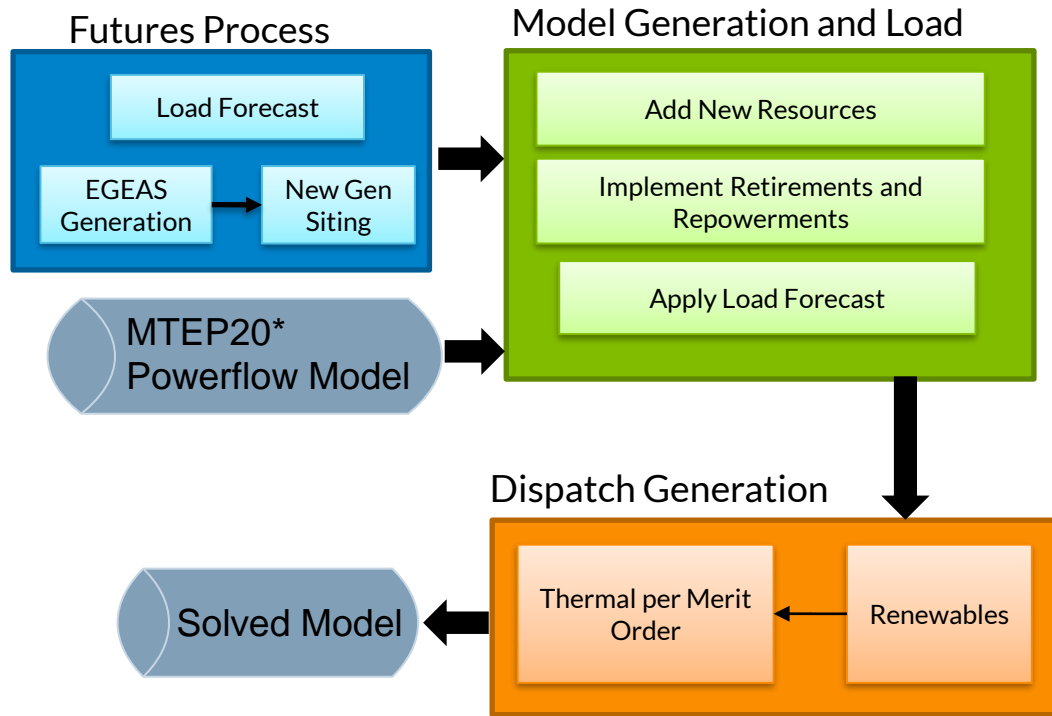 Futures Process
Load Forecast
EGEAS
Generation
New Gen
Siting
MTEP20*
Powerflow Model
Model Generation and Load
Add New Resources
Implement Retirements and
Repowerments
Apply Load Forecast
Dispatch Generation
Renewables
Thermal per Merit
Order
Solved Model